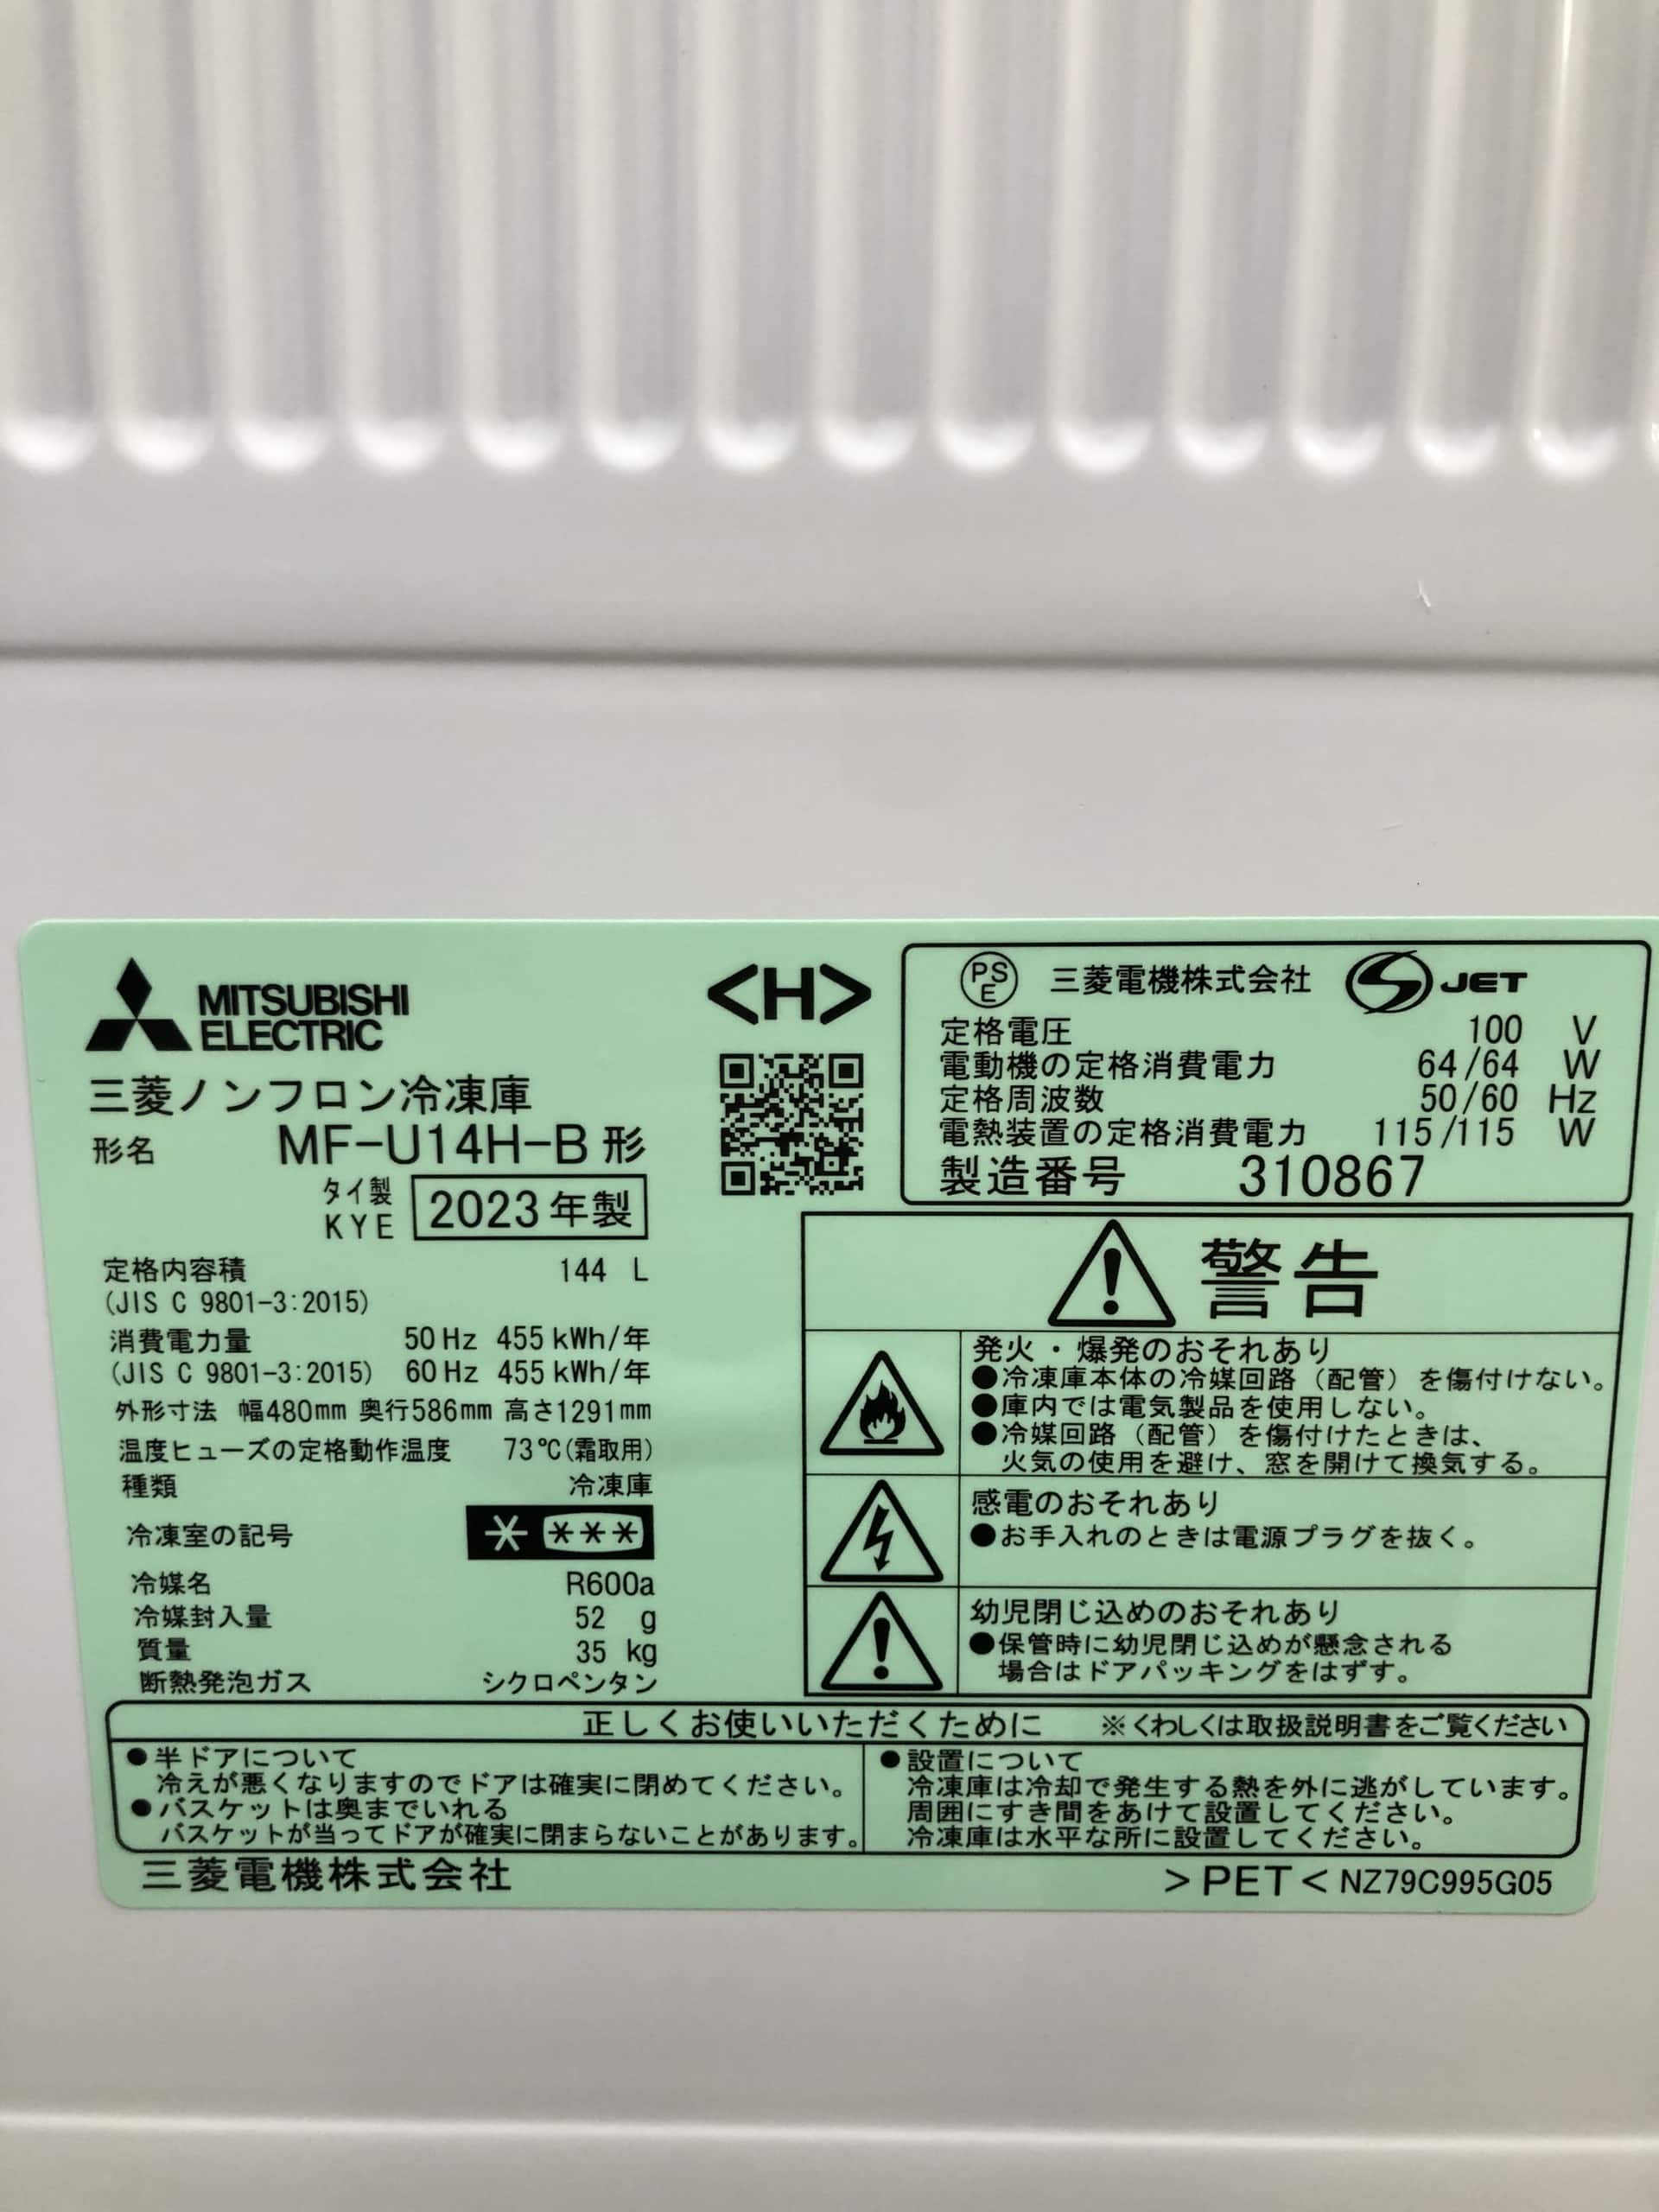 MITSUBISHI
ELECTRIC
三菱ノンフロン冷凍庫
形名 MF-U14H-B 形
タイ製
KYE
2023 年製
定格内容積 144 L
(JIS C 9801-3:2015)
消費電力量 50 Hz 455 kWh/年
(JIS C 9801-3:2015) 60 Hz 455 kWh/年
外形寸法 幅480mm 奥行586mm 高さ1291mm
温度ヒューズの定格動作温度 73℃(霜取用)
種類 冷凍庫
冷凍室の記号 * ***
冷媒名 R600a
冷媒封入量 52 g
質量 35 kg
断熱発泡ガス シクロペンタン
<H>
PS
E
三菱電機株式会社 S JET
定格電圧 100 V
電動機の定格消費電力 64/64 W
定格周波数 50/60 Hz
電熱装置の定格消費電力 115/115 W
製造番号 310867
警告
発火・爆発のおそれあり
●冷凍庫本体の冷媒回路（配管）を傷付けない。
●庫内では電気製品を使用しない。
●冷媒回路（配管）を傷付けたときは、
火気の使用を避け、窓を開けて換気する。
感電のおそれあり
●お手入れのときは電源プラグを抜く。
幼児閉じ込めのおそれあり
●保管時に幼児閉じ込めが懸念される
場合はドアパッキングをはずす。
正しくお使いいただくために ※くわしくは取扱説明書をご覧ください
●半ドアについて
冷えが悪くなりますのでドアは確実に閉めてください。
●バスケットは奥までいれる
バスケットが当ってドアが確実に閉まらないことがあります。
●設置について
冷凍庫は冷却で発生する熱を外に逃がしています。
周囲にすき間をあけて設置してください。
冷凍庫は水平な所に設置してください。
三菱電機株式会社
>PET< NZ79C995G05